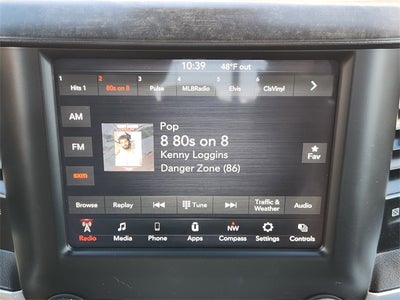 10:39 48°F out
1 2 3 4 5 6
Hits 1 80s on 8 Pulse MLBRadio Elvis ClsVinyl
AM
FM
sxm
Pop
8 80s on 8
Kenny Loggins
Danger Zone (86)
Fav
Browse Replay Tune Traffic & Weather Audio
NW
Radio Media Phone Apps Compass Settings Controls